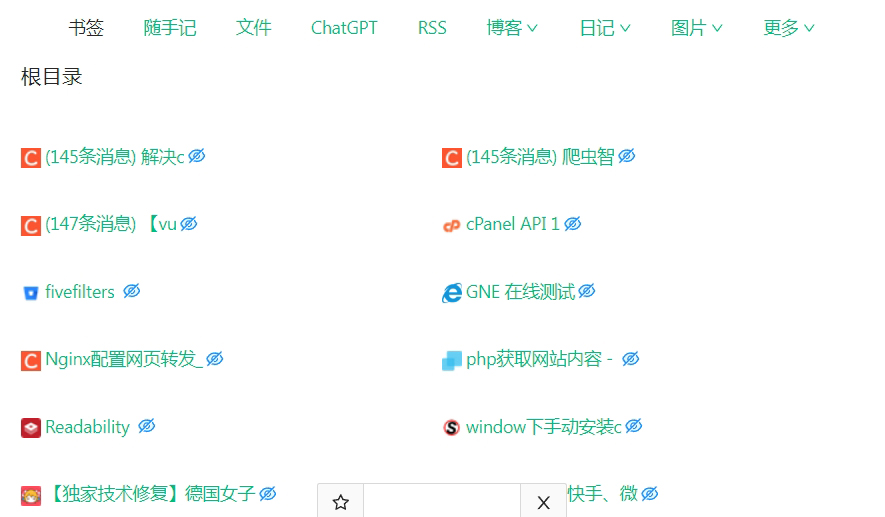 书签 随手记 文件 ChatGPT RSS 博客 日记 图片 更多
根目录
(145条消息) 解决c (145条消息) 爬虫智
(147条消息) 【vu cPanel API 1
fivefilters GNE 在线测试
Nginx配置网页转发_ php获取网站内容 -
Readability window下手动安装c
【独家技术修复】德国女子 X 快手、微